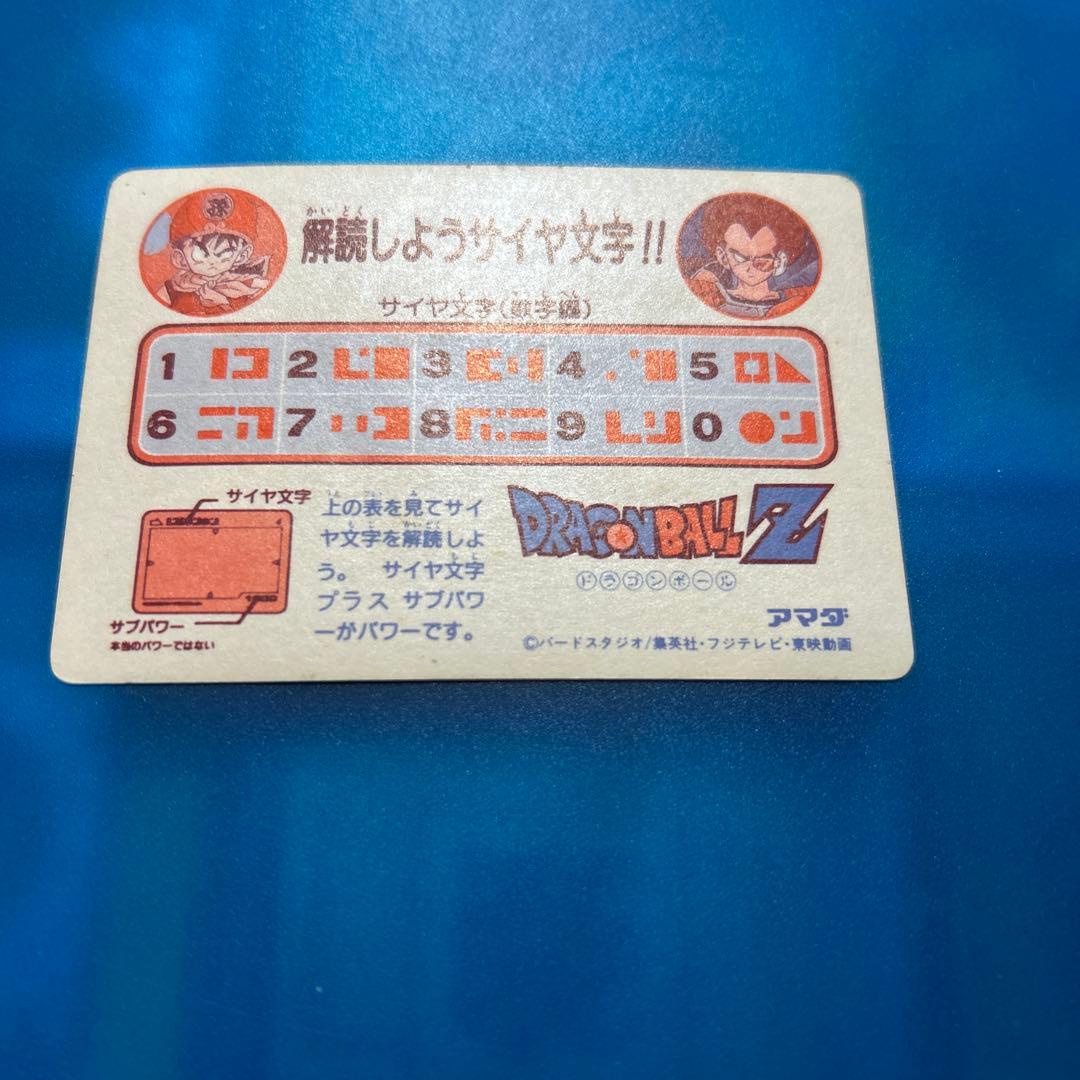 孫
かいどく
解読しようサイヤ文字!!
サイヤ文字(数字編)
1 2 3 4 5
6 7 8 9 0
サイヤ文字
サブパワー
本当のパワーではない
上の表を見てサイ
ヤ文字を解読しよ
う。 サイヤ文字
プラス サブパワ
ーがパワーです。
DRAGONBALL Z
ドラゴンボール
アマダ
©バードスタジオ/集英社・フジテレビ・東映動画